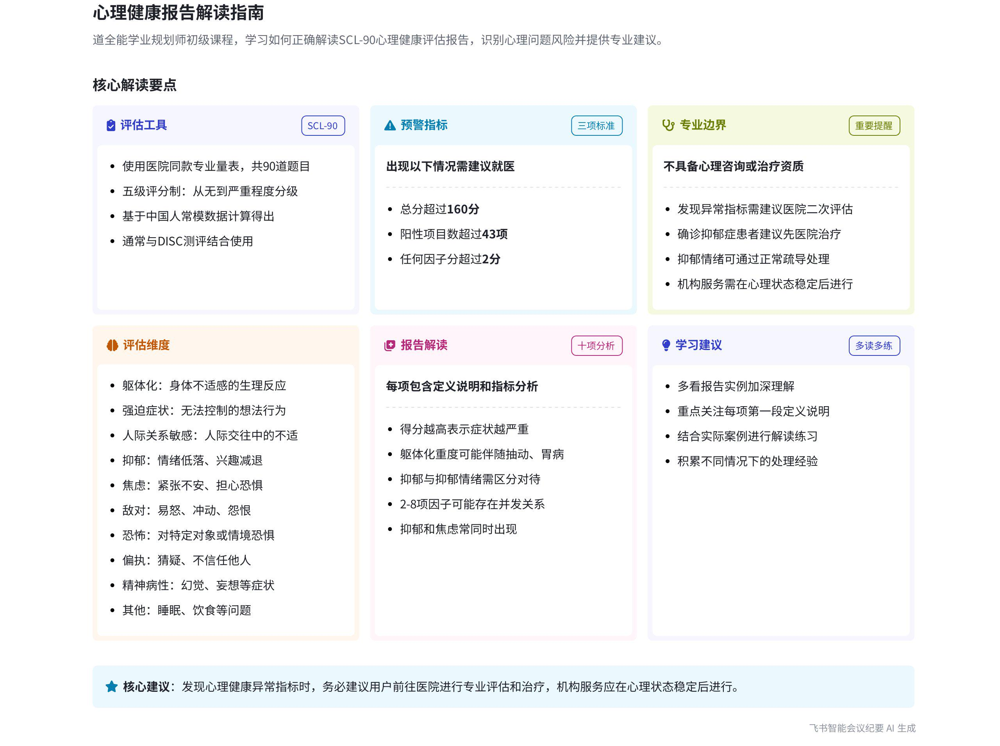 心理健康报告解读指南
道全能学业规划师初级课程，学习如何正确解读SCL-90心理健康评估报告，识别心理问题风险并提供专业建议。
核心解读要点
评估工具
SCL-90
使用医院同款专业量表，共90道题目
五级评分制：从无到严重程度分级
基于中国人常模数据计算得出
通常与DISC测评结合使用
预警指标
三项标准
出现以下情况需建议就医
总分超过160分
阳性项目数超过43项
任何因子分超过2分
专业边界
重要提醒
不具备心理咨询或治疗资质
发现异常指标需建议医院二次评估
确诊抑郁症患者建议先医院治疗
抑郁情绪可通过正常疏导处理
机构服务需在心理状态稳定后进行
评估维度
躯体化：身体不适感的生理反应
强迫症状：无法控制的想法行为
人际关系敏感：人际交往中的不适
抑郁：情绪低落、兴趣减退
焦虑：紧张不安、担心恐惧
敌对：易怒、冲动、怨恨
恐怖：对特定对象或情境恐惧
偏执：猜疑、不信任他人
精神病性：幻觉、妄想等症状
其他：睡眠、饮食等问题
报告解读
十项分析
每项包含定义说明和指标分析
得分越高表示症状越严重
躯体化重度可能伴随抽动、胃病
抑郁与抑郁情绪需区分对待
2-8项因子可能存在并发关系
抑郁和焦虑常同时出现
学习建议
多读多练
多看报告实例加深理解
重点关注每项第一段定义说明
结合实际案例进行解读练习
积累不同情况下的处理经验
核心建议：发现心理健康异常指标时，务必建议用户前往医院进行专业评估和治疗，机构服务应在心理状态稳定后进行。
飞书智能会议纪要 AI 生成